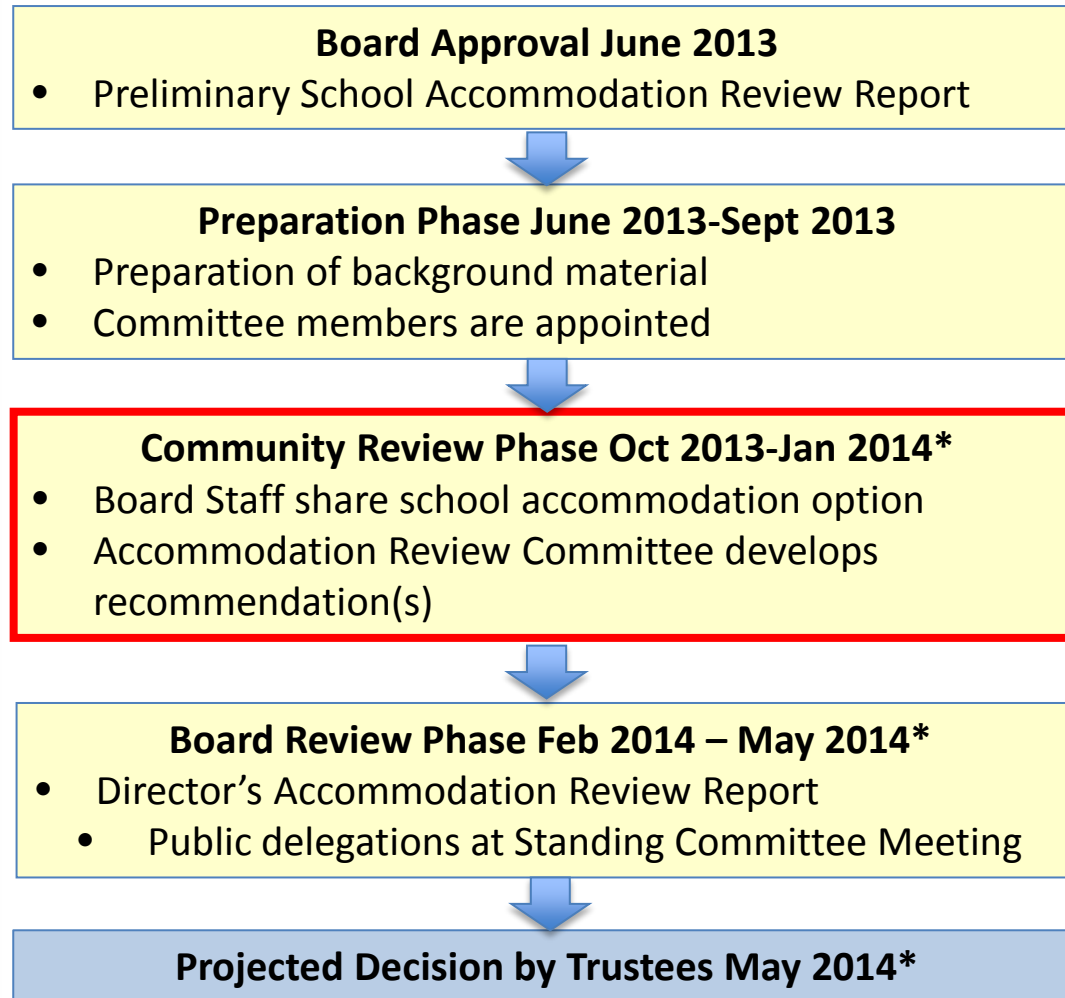 Board Approval June 2013
• Preliminary School Accommodation Review Report
Preparation Phase June 2013-Sept 2013
• Preparation of background material
• Committee members are appointed
Community Review Phase Oct 2013-Jan 2014*
• Board Staff share school accommodation option
• Accommodation Review Committee develops
recommendation(s)
Board Review Phase Feb 2014 – May 2014*
• Director’s Accommodation Review Report
• Public delegations at Standing Committee Meeting
Projected Decision by Trustees May 2014*